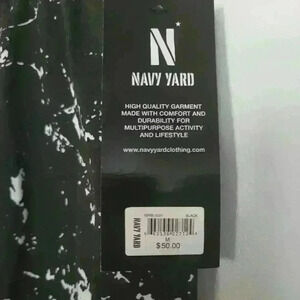 N
NAVY YARD
HIGH QUALITY GARMENT
MADE WITH COMFORT AND
DURABILITY FOR
MULTIPURPOSE ACTIVITY
AND LIFESTYLE
www.navyyardclothing.com
BLACK
NAVY YARD
M
$50.00